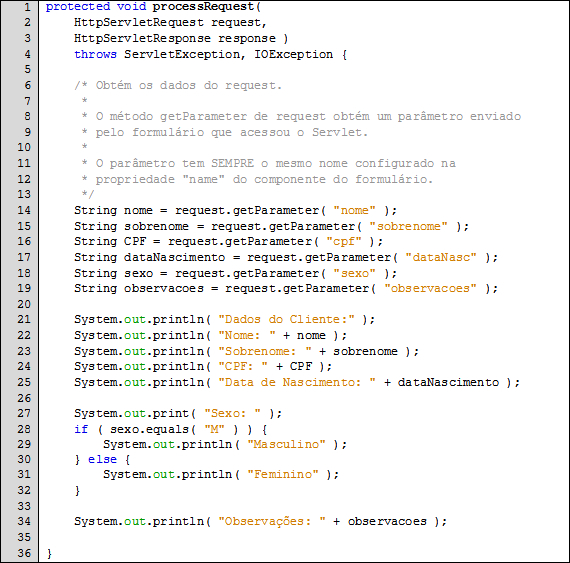 1 protected void processRequest(
2     HttpServletRequest request,
3     HttpServletResponse response )
4     throws ServletException, IOException {
5
6     /* Obtém os dados do request.
7      *
8      * O método getParameter de request obtém um parâmetro enviado
9      * pelo formulário que acessou o Servlet.
10      *
11      * O parâmetro tem SEMPRE o mesmo nome configurado na
12      * propriedade "name" do componente do formulário.
13      */
14     String nome = request.getParameter( "nome" );
15     String sobrenome = request.getParameter( "sobrenome" );
16     String CPF = request.getParameter( "cpf" );
17     String dataNascimento = request.getParameter( "dataNasc" );
18     String sexo = request.getParameter( "sexo" );
19     String observacoes = request.getParameter( "observacoes" );
20
21     System.out.println( "Dados do Cliente:" );
22     System.out.println( "Nome: " + nome );
23     System.out.println( "Sobrenome: " + sobrenome );
24     System.out.println( "CPF: " + CPF );
25     System.out.println( "Data de Nascimento: " + dataNascimento );
26
27     System.out.print( "Sexo: " );
28     if ( sexo.equals( "M" ) ) {
29         System.out.println( "Masculino" );
30     } else {
31         System.out.println( "Feminino" );
32     }
33
34     System.out.println( "Observações: " + observacoes );
35
36 }